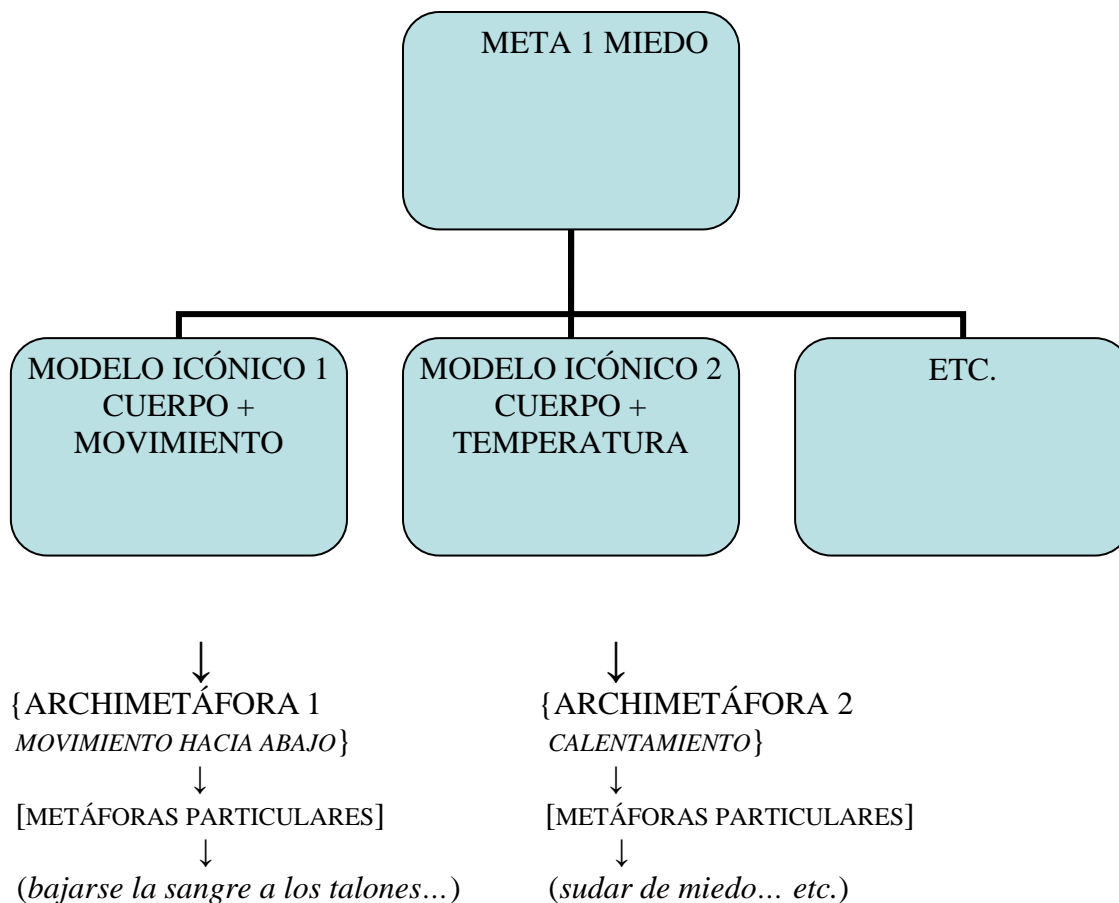 META 1 MIEDO
MODELO ICÓNICO 1
CUERPO +
MOVIMIENTO
MODELO ICÓNICO 2
CUERPO +
TEMPERATURA
ETC.
↓
{ARCHIMETÁFORA 1
MOVIMIENTO HACIA ABAJO}
↓
[METÁFORAS PARTICULARES]
↓
(bajarse la sangre a los talones…)
↓
{ARCHIMETÁFORA 2
CALENTAMIENTO}
↓
[METÁFORAS PARTICULARES]
↓
(sudar de miedo… etc.)